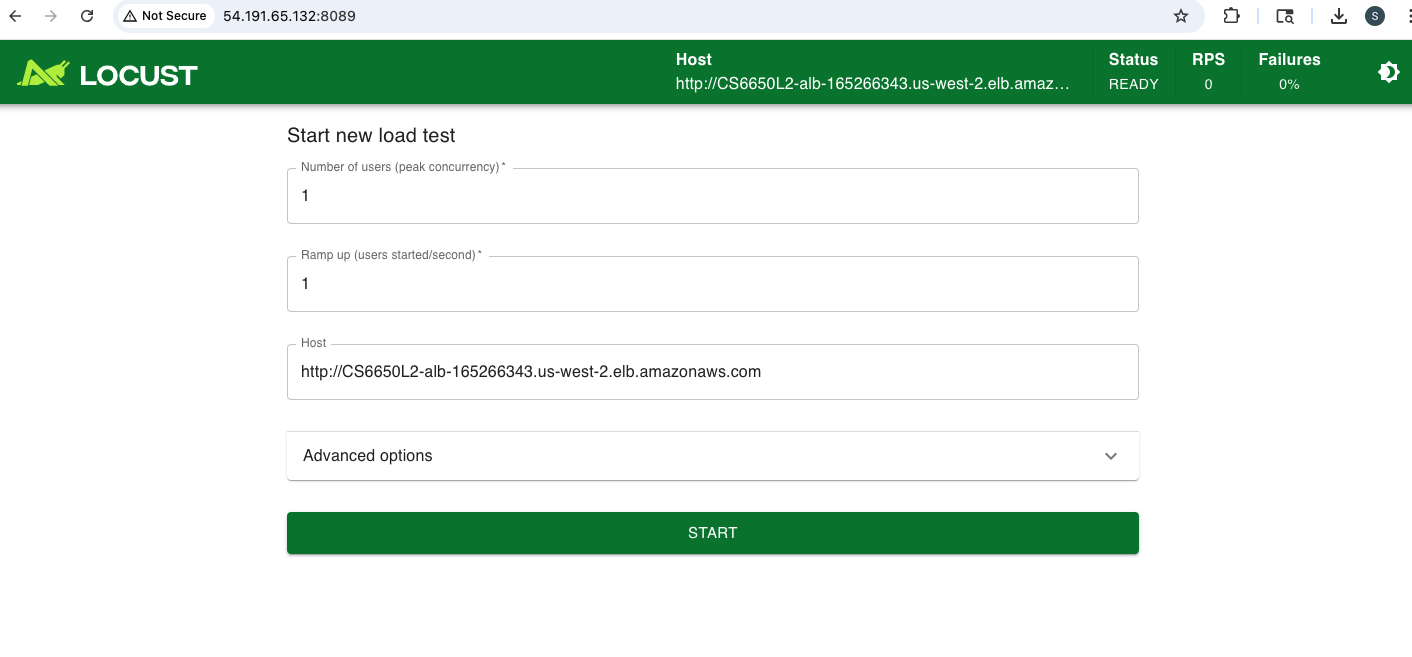 Not Secure 54.191.65.132:8089
S
LOCUST
Host
http://CS6650L2-alb-165266343.us-west-2.elb.amaz...
Status
READY
RPS
0
Failures
0%
Start new load test
Number of users (peak concurrency) *
1
Ramp up (users started/second) *
1
Host
http://CS6650L2-alb-165266343.us-west-2.elb.amazonaws.com
Advanced options
START